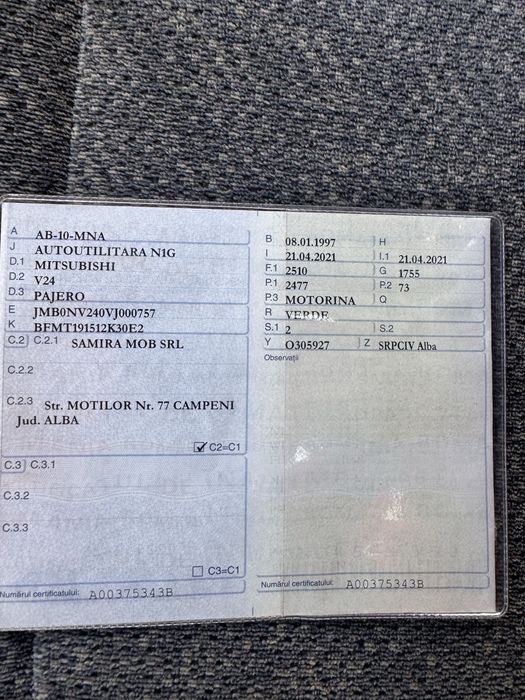 A AB-10-MNA
J AUTOUTILITARA N1G
D.1 MITSUBISHI
D.2 V24
D.3 PAJERO
E JMB0NV240VJ000757
K BFMT191512K30E2
C.2 C.2.1 SAMIRA MOB SRL
C.2.2
C.2.3 Str. MOTILOR Nr. 77 CAMPENI
Jud. ALBA
C2=C1
C.3 C.3.1
C.3.2
C.3.3
C3=C1
Numărul certificatului: A00375343B
B 08.01.1997 H
I 21.04.2021 I.1 21.04.2021
F.1 2510 G 1755
P.1 2477 P.2 73
P.3 MOTORINA Q
R VERDE
S.1 2 S.2
Y O305927 Z SRPCIV Alba
Observații
Numărul certificatului: A00375343B